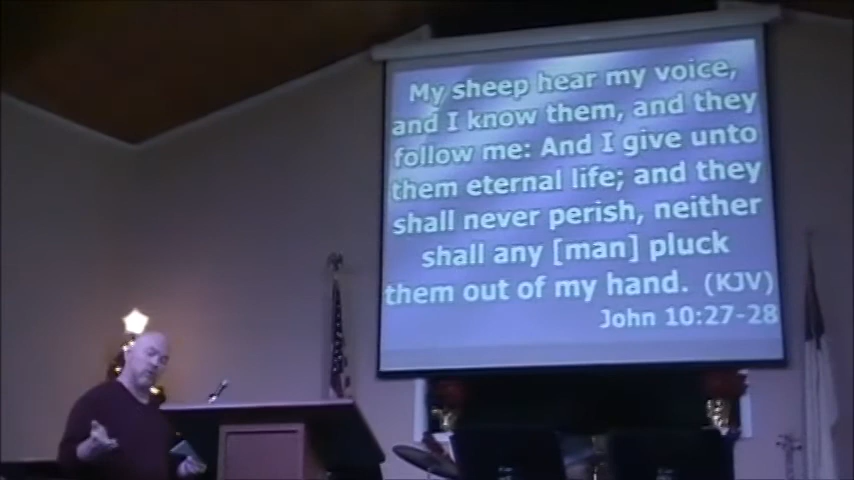 My sheep hear my voice,
and I know them, and they
follow me: And I give unto
them eternal life; and they
shall never perish, neither
shall any [man] pluck
them out of my hand. (KJV)
John 10:27-28